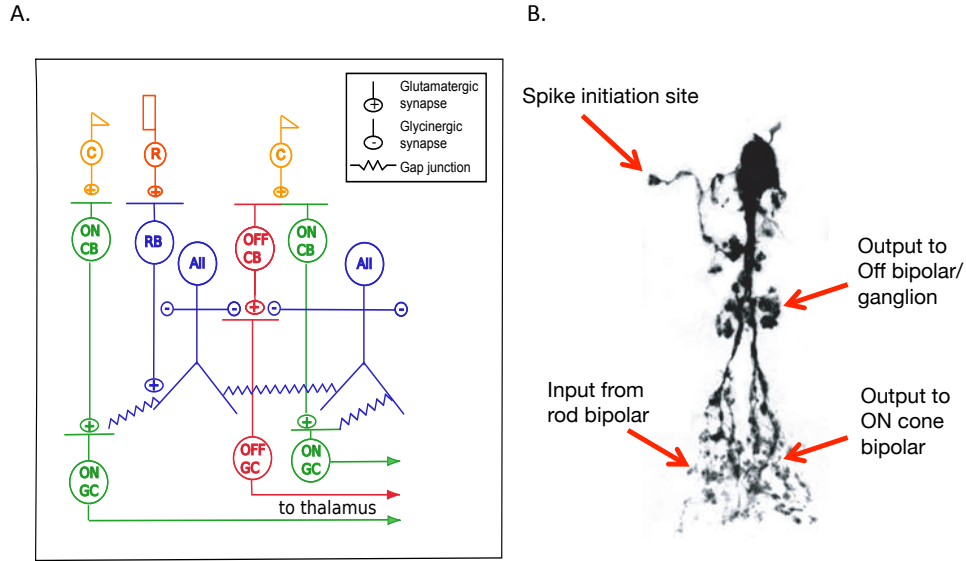 A.
B.
Glutamatergic
synapse
+
Glycinergic
synapse
-
Gap junction
C
R
C
+
+
+
ON
CB
RB
AII
OFF
CB
ON
CB
AII
-
-
+
-
-
+
+
+
ON
GC
OFF
GC
ON
GC
to thalamus
Spike initiation site
Output to
Off bipolar/
ganglion
Input from
rod bipolar
Output to
ON cone
bipolar